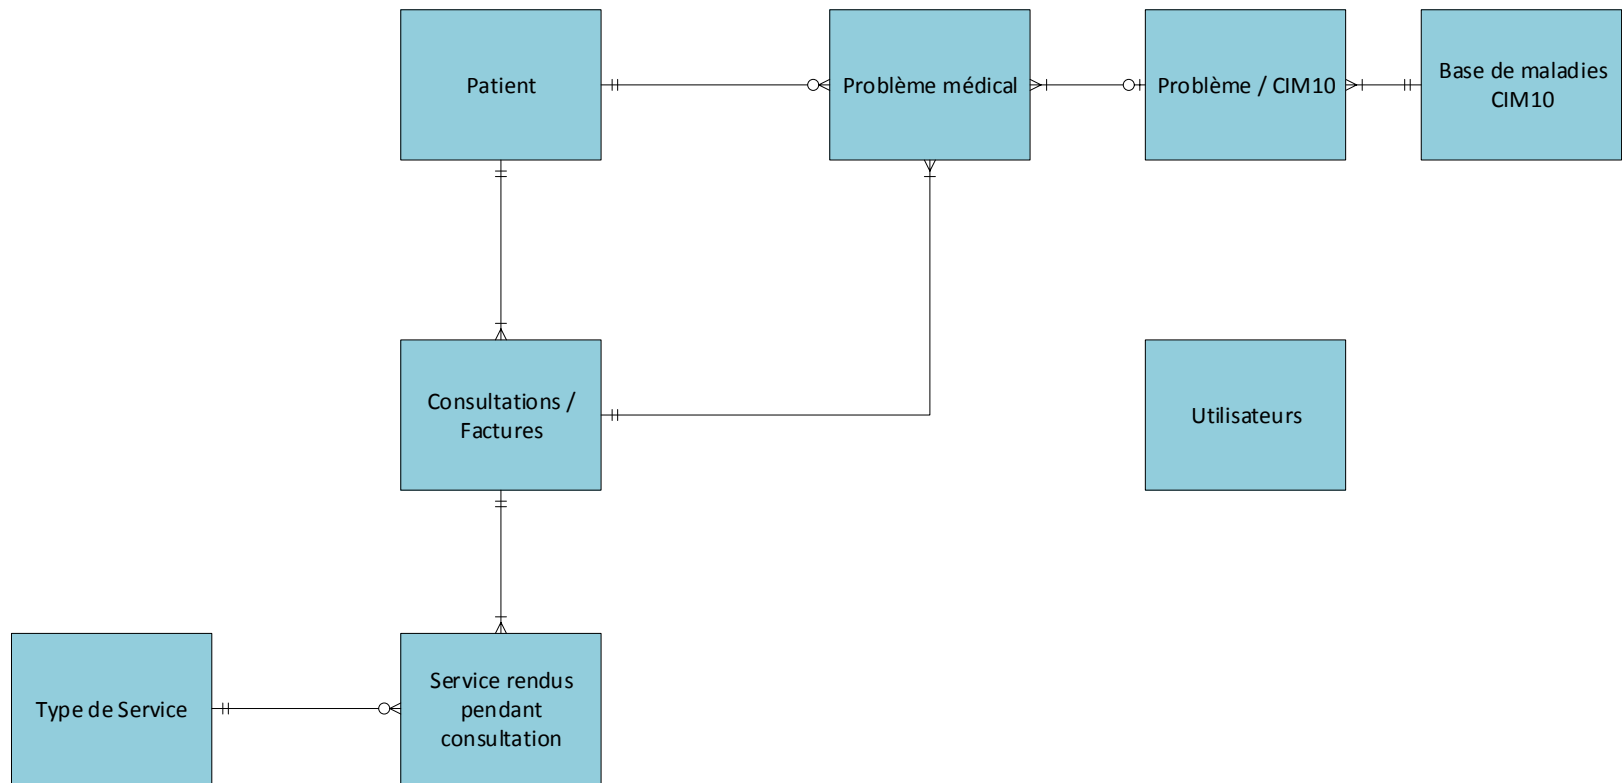 Patient
Problème médical
Problème / CIM10
Base de maladies
CIM10
Consultations /
Factures
Utilisateurs
Type de Service
Service rendus
pendant
consultation